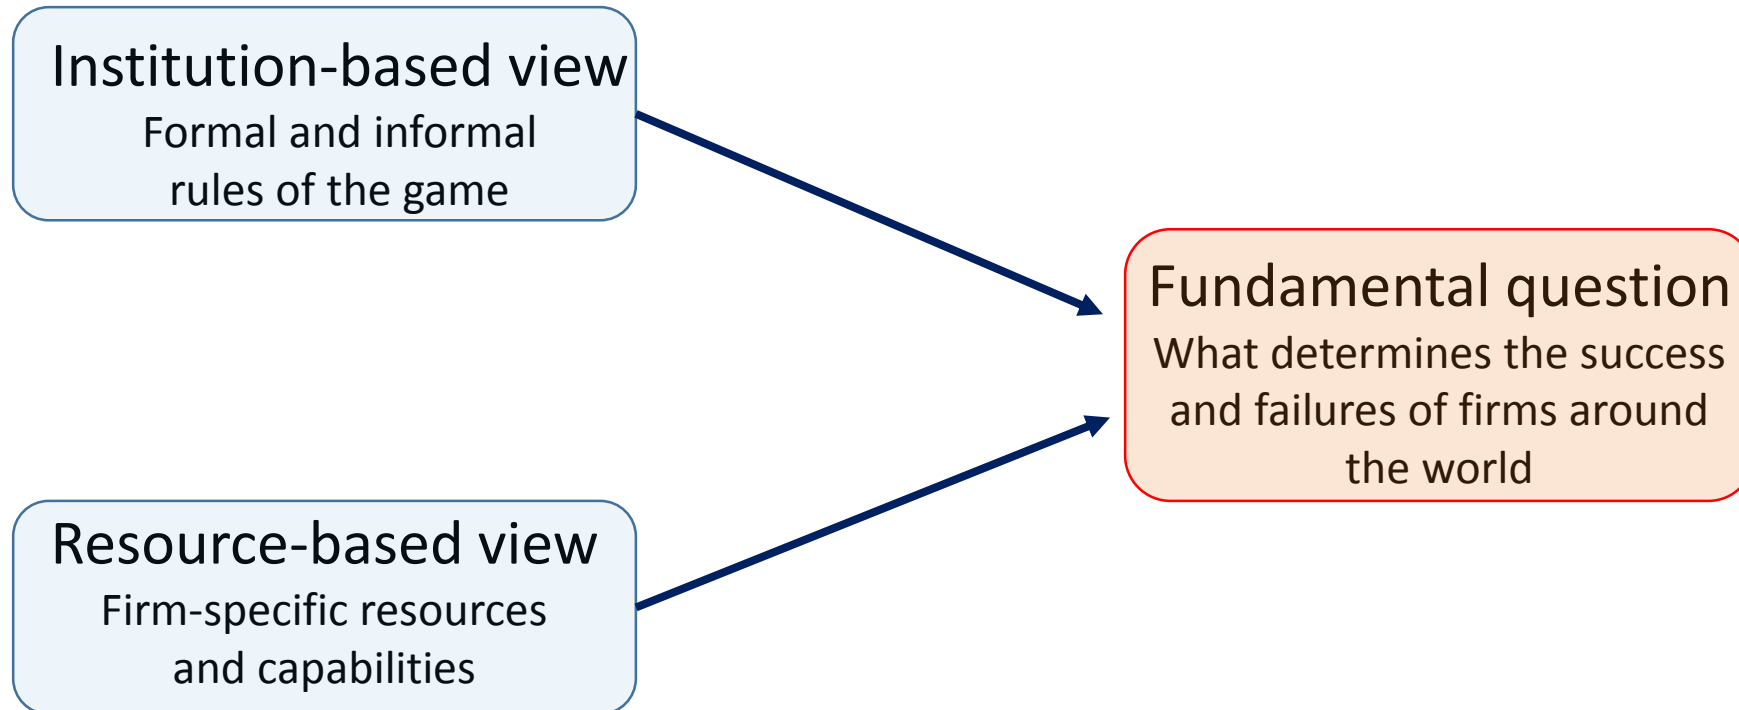 Institution-based view
Formal and informal
rules of the game
Fundamental question
What determines the success
and failures of firms around
the world
Resource-based view
Firm-specific resources
and capabilities